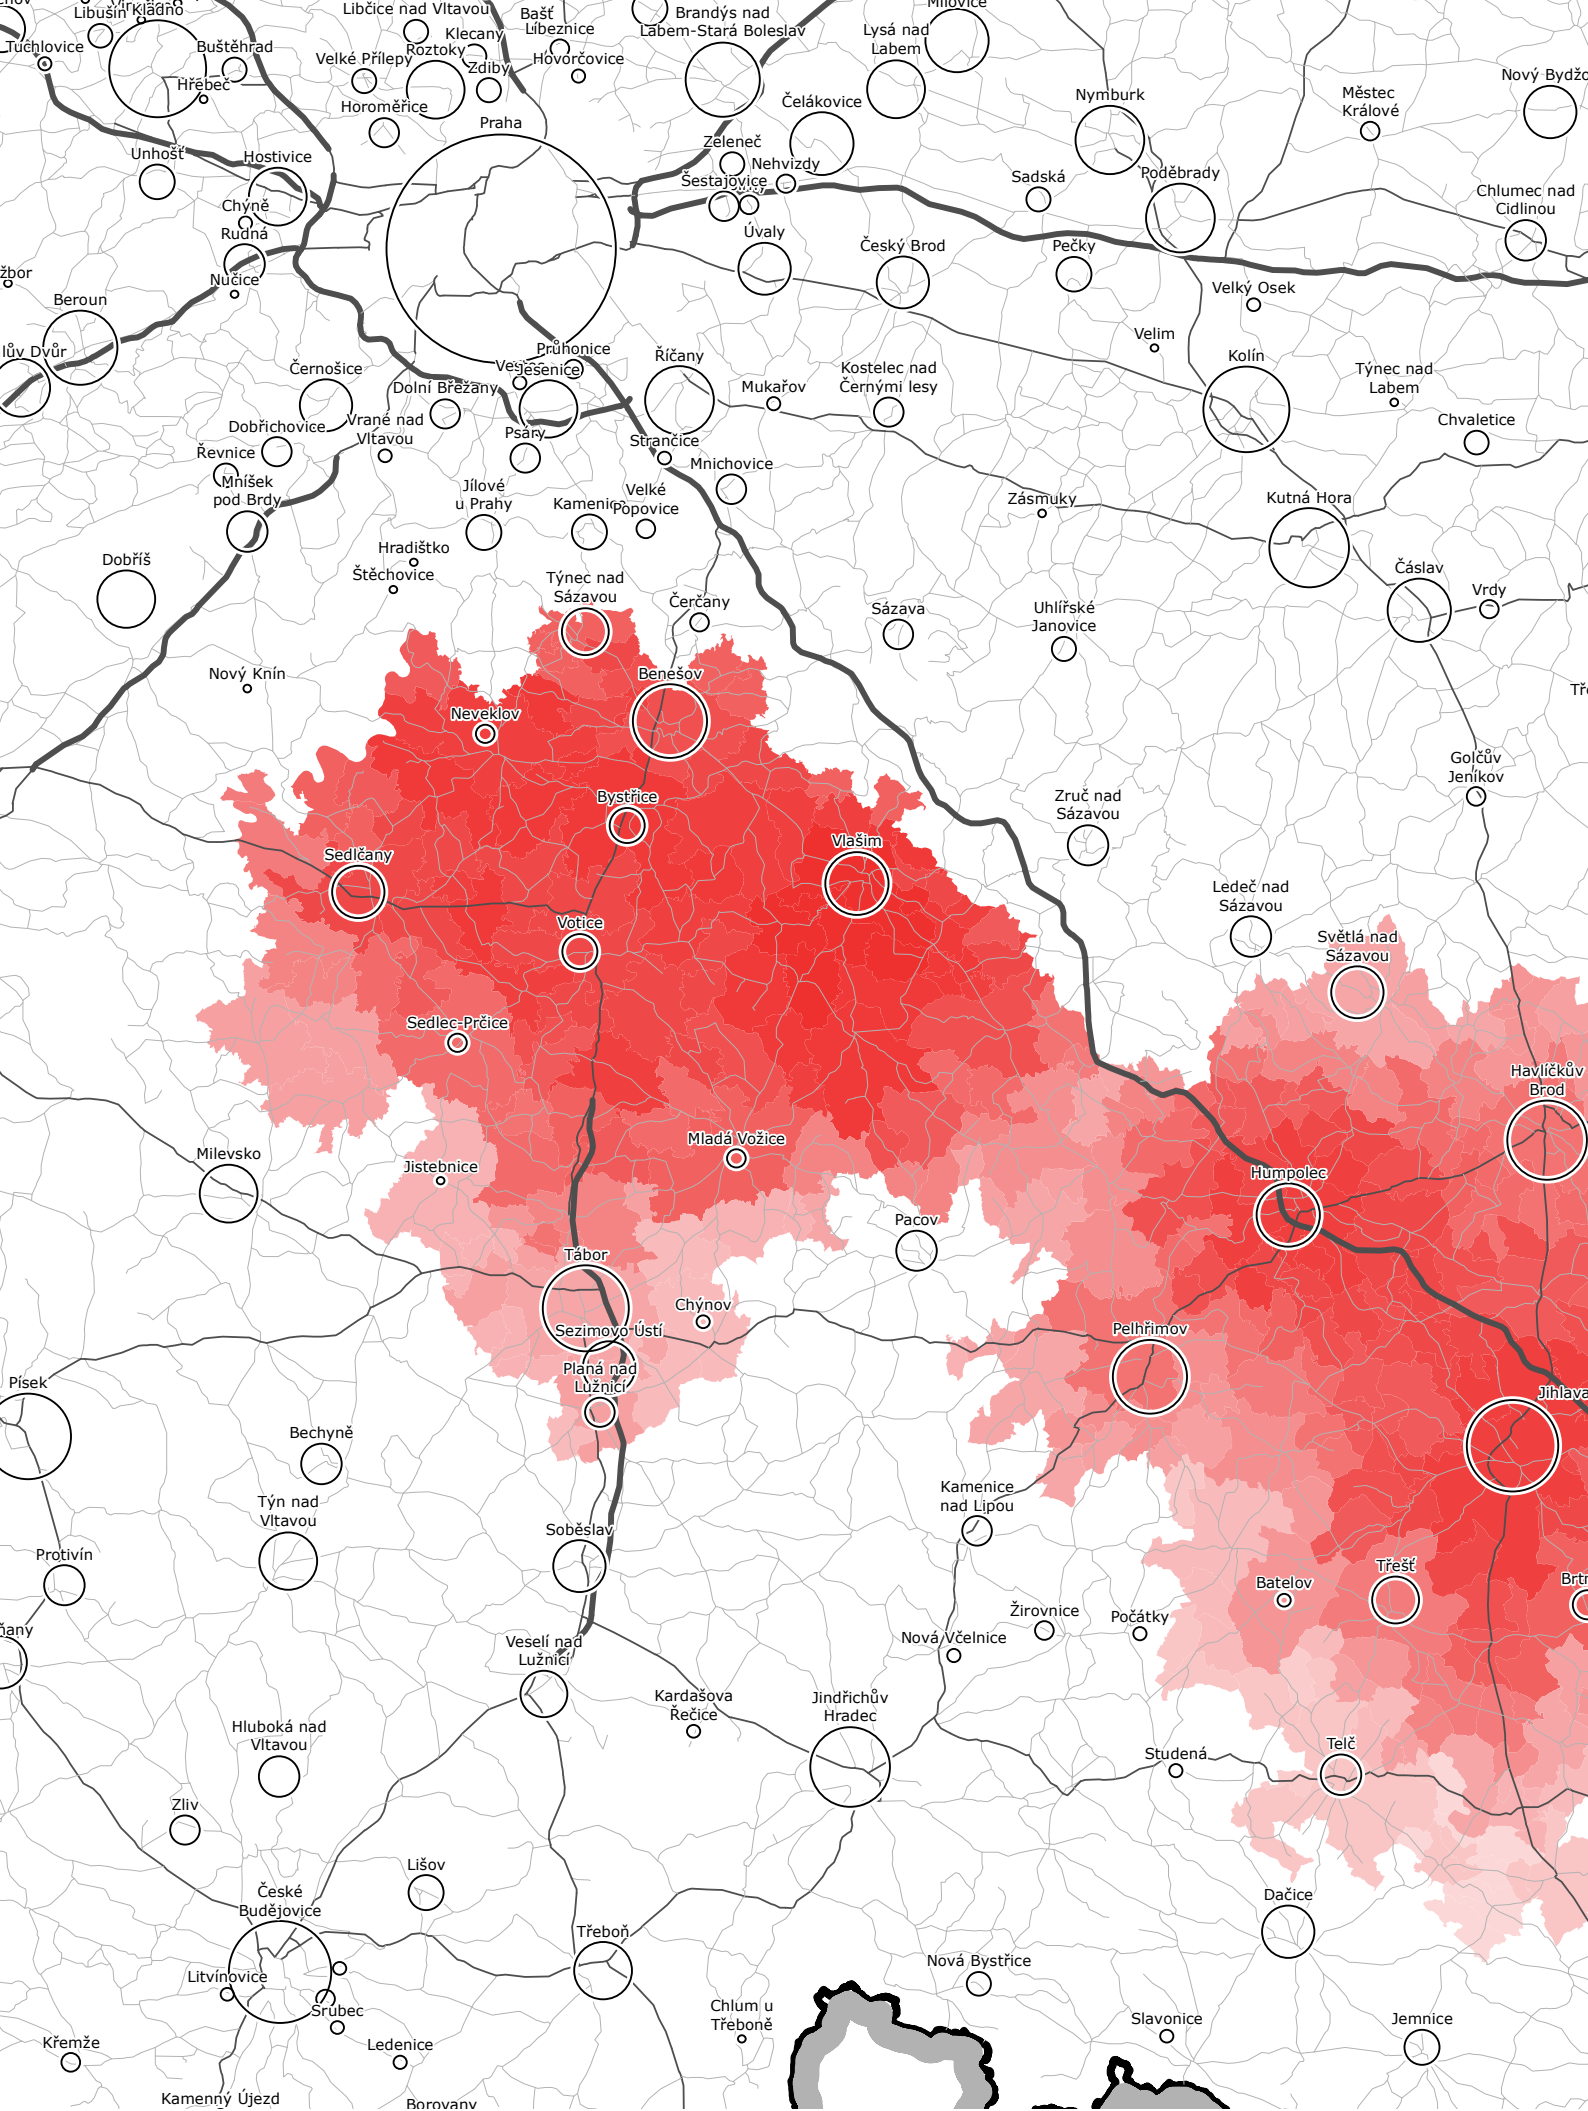 Libušín
Kladno
Tuchlovice
Buštěhrad
Hřebeč
Libčice nad Vltavou
Klecany
Roztoky
Velké Přílepy
Zdiby
Horoměřice
Bašť
Líbeznice
Hovorčovice
Brandýs nad
Labem-Stará Boleslav
Lysá nad
Labem
Milovice
Čelákovice
Nymburk
Městec
Králové
Nový Bydžo
Praha
Unhošť
Hostivice
Zeleneč
Nehvizdy
Šestajovice
Sadská
Poděbrady
Chlumec nad
Cidlinou
Chýně
Rudná
Nučice
Úvaly
Český Brod
Pečky
Velký Osek
žbor
Beroun
lův Dvůr
Průhonice
Jesenice
Říčany
Velim
Kolín
Týnec nad
Labem
Černošice
Dolní Břežany
Mukařov
Kostelec nad
Černými lesy
Chvaletice
Dobřichovice
Vrané nad
Vltavou
Psáry
Strančice
Řevnice
Mníšek
pod Brdy
Mnichovice
Jílové
u Prahy
Kamenice
Velké
Popovice
Zásmuky
Kutná Hora
Dobříš
Hradištko
Štěchovice
Týnec nad
Sázavou
Čerčany
Sázava
Uhlířské
Janovice
Čáslav
Vrdy
Nový Knín
Benešov
Neveklov
Golčův
Jeníkov
Bystřice
Zruč nad
Sázavou
Sedlčany
Vlašim
Votice
Ledeč nad
Sázavou
Světlá nad
Sázavou
Sedlec-Prčice
Havlíčkův
Brod
Milevsko
Jistebnice
Mladá Vožice
Humpolec
Pacov
Tábor
Chýnov
Sezimovo Ústí
Pelhřimov
Planá nad
Lužnicí
Písek
Jihlava
Bechyně
Kamenice
nad Lipou
Týn nad
Vltavou
Soběslav
Protivín
Třešť
Batelov
Brtn
Žirovnice
Počátky
ňany
Veselí nad
Lužnicí
Nová Včelnice
Kardašova
Řečice
Jindřichův
Hradec
Hluboká nad
Vltavou
Studená
Telč
Zliv
Lišov
České
Budějovice
Dačice
Třeboň
Litvínovice
Nová Bystřice
Srubec
Chlum u
Třeboně
Slavonice
Jemnice
Křemže
Ledenice
Kamenný Újezd
Borovany